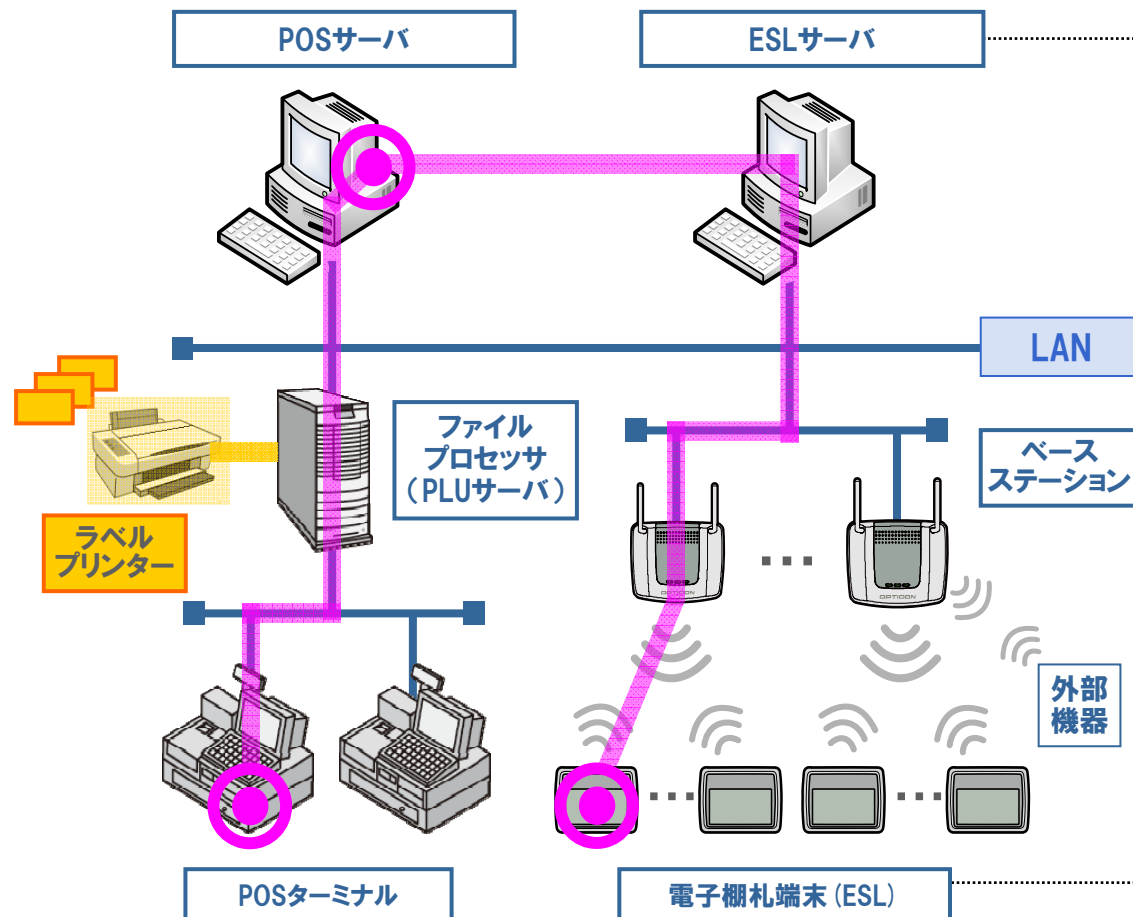 POSサーバ
ESLサーバ
LAN
ファイル
プロセッサ
(PLUサーバ)
ベース
ステーション
ラベル
プリンター
OPTICON
OPTICON
外部
機器
POSターミナル
電子棚札端末(ESL)